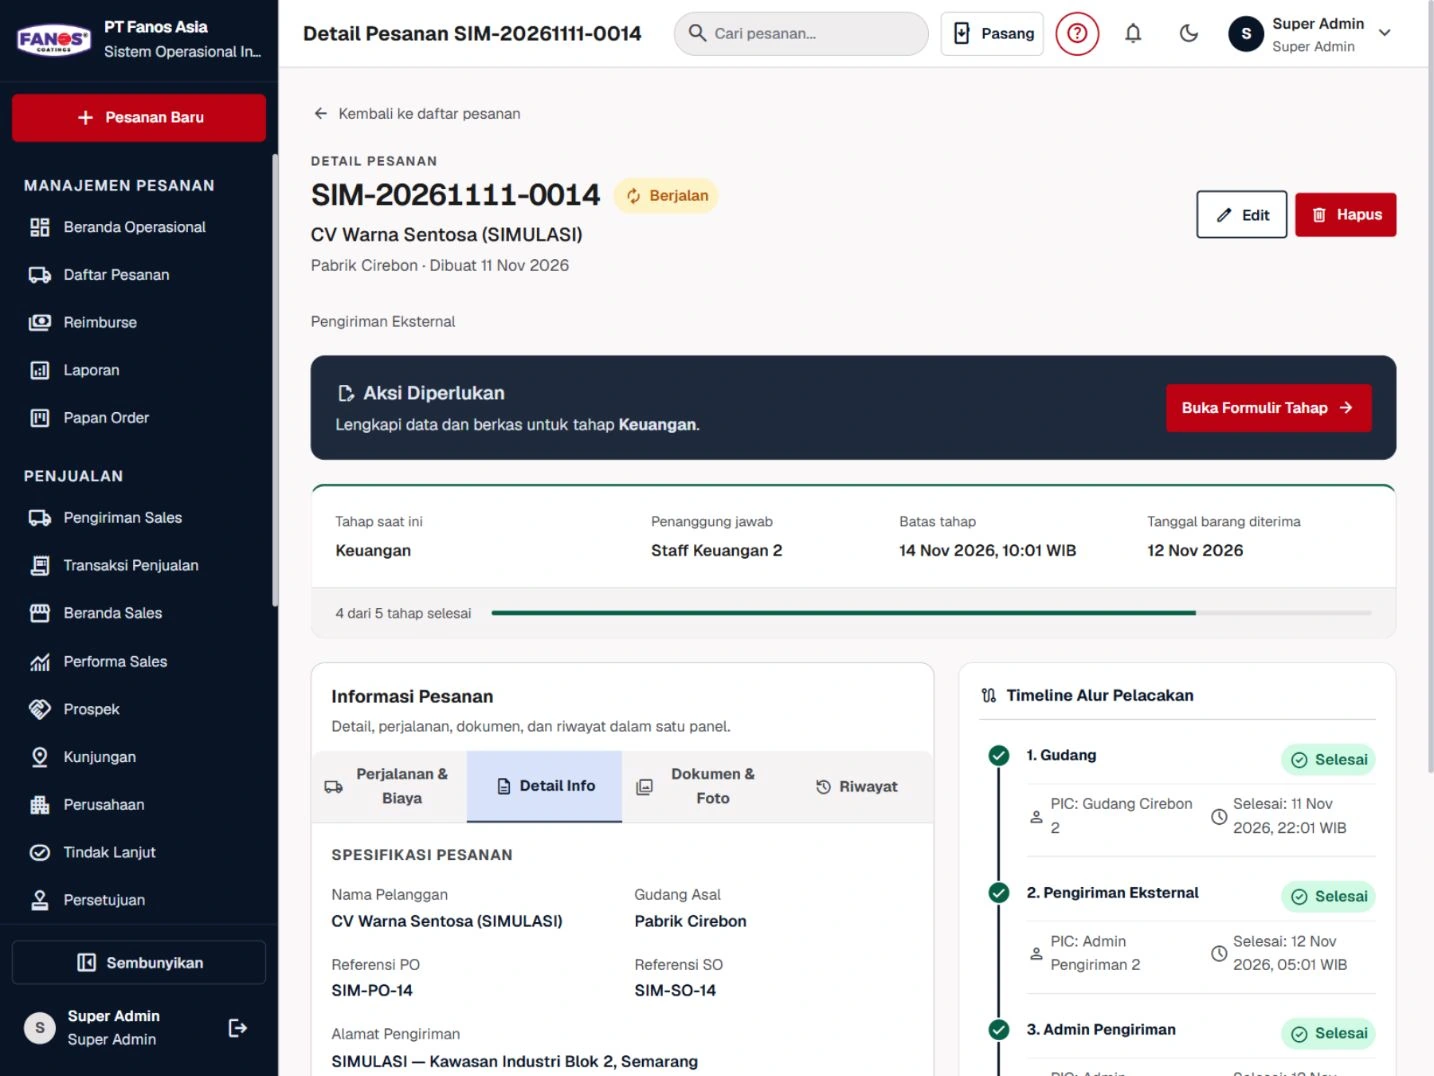 FANOS
COATINGS
PT Fanos Asia
Sistem Operasional In...
Pesanan Baru
MANAJEMEN PESANAN
Beranda Operasional
Daftar Pesanan
Reimburse
Laporan
Papan Order
PENJUALAN
Pengiriman Sales
Transaksi Penjualan
Beranda Sales
Performa Sales
Prospek
Kunjungan
Perusahaan
Tindak Lanjut
Persetujuan
Sembunyikan
S
Super Admin
Super Admin
Detail Pesanan SIM-20261111-0014
Cari pesanan...
Pasang
S
Super Admin
Super Admin
Kembali ke daftar pesanan
DETAIL PESANAN
SIM-20261111-0014
Berjalan
CV Warna Sentosa (SIMULASI)
Pabrik Cirebon · Dibuat 11 Nov 2026
Edit
Hapus
Pengiriman Eksternal
Aksi Diperlukan
Lengkapi data dan berkas untuk tahap Keuangan.
Buka Formulir Tahap
Tahap saat ini
Keuangan
Penanggung jawab
Staff Keuangan 2
Batas tahap
14 Nov 2026, 10:01 WIB
Tanggal barang diterima
12 Nov 2026
4 dari 5 tahap selesai
Informasi Pesanan
Detail, perjalanan, dokumen, dan riwayat dalam satu panel.
Perjalanan &
Biaya
Detail Info
Dokumen &
Foto
Riwayat
SPESIFIKASI PESANAN
Nama Pelanggan
CV Warna Sentosa (SIMULASI)
Gudang Asal
Pabrik Cirebon
Referensi PO
SIM-PO-14
Referensi SO
SIM-SO-14
Alamat Pengiriman
SIMULASI — Kawasan Industri Blok 2, Semarang
Timeline Alur Pelacakan
1. Gudang
Selesai
PIC: Gudang Cirebon
2
Selesai: 11 Nov
2026, 22:01 WIB
2. Pengiriman Eksternal
Selesai
PIC: Admin
Pengiriman 2
Selesai: 12 Nov
2026, 05:01 WIB
3. Admin Pengiriman
Selesai